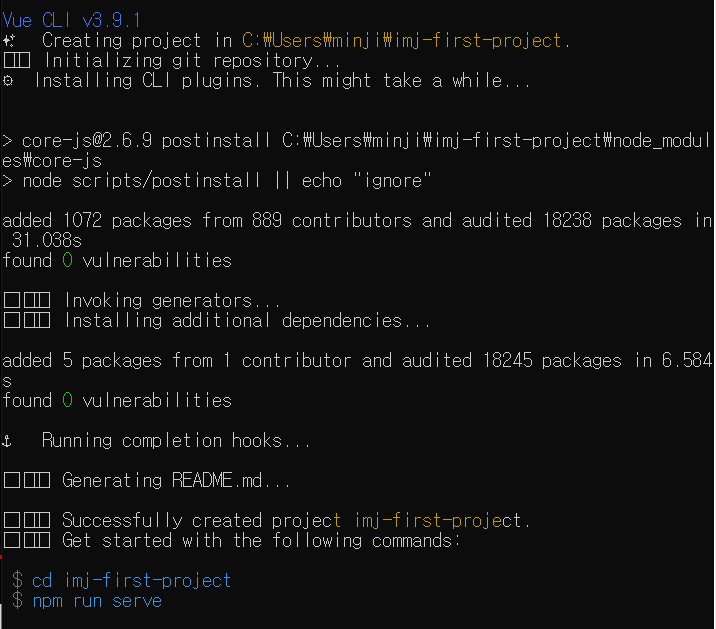 Vue CLI v3.9.1
✨ Creating project in C:₩Users₩minji₩imj-first-project.
□□ Initializing git repository...
⚙ Installing CLI plugins. This might take a while...
> core-js@2.6.9 postinstall C:₩Users₩minji₩imj-first-project₩node_modul
es₩core-js
> node scripts/postinstall || echo "ignore"
added 1072 packages from 889 contributors and audited 18238 packages in
31.038s
found 0 vulnerabilities
□□□ Invoking generators...
□□□ Installing additional dependencies...
added 5 packages from 1 contributor and audited 18245 packages in 6.584
s
found 0 vulnerabilities
⚓ Running completion hooks...
□□□ Generating README.md...
□□□ Successfully created project imj-first-project.
□□□ Get started with the following commands:
$ cd imj-first-project
$ npm run serve